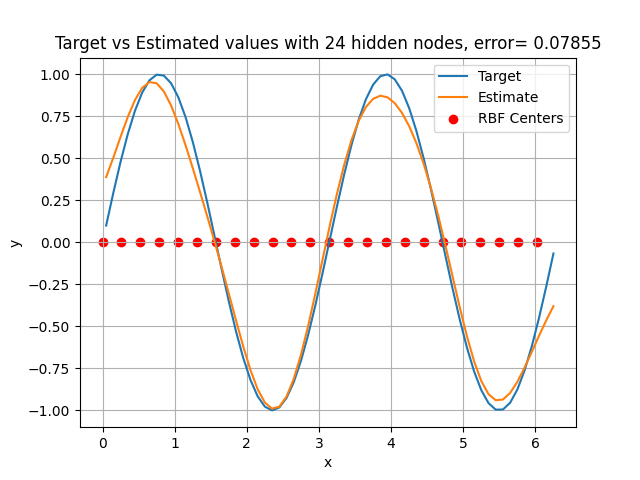 Target vs Estimated values with 24 hidden nodes, error= 0.07855
Target
Estimate
RBF Centers
1.00
0.75
0.50
0.25
0.00
−0.25
−0.50
−0.75
−1.00
y
0 1 2 3 4 5 6
x